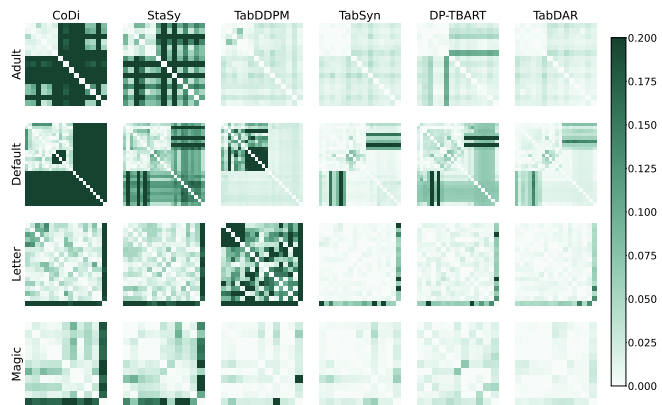 CoDi StaSy TabDDPM TabSyn DP-TBART TabDAR
Adult
Default
Letter
Magic
0.200
0.175
0.150
0.125
0.100
0.075
0.050
0.025
0.000